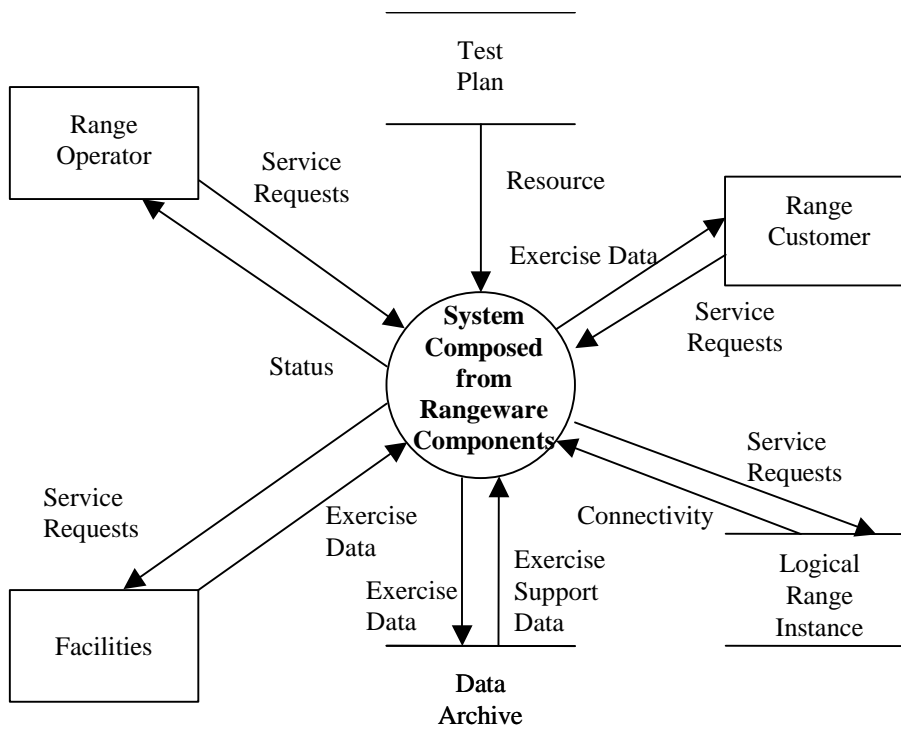 Test
Plan
Range
Operator
Service
Requests
Resource
Range
Customer
Exercise Data
System
Composed
from
Rangeware
Components
Service
Requests
Status
Service
Requests
Exercise
Data
Service
Requests
Connectivity
Facilities
Exercise
Data
Exercise
Support
Data
Logical
Range
Instance
Data
Archive